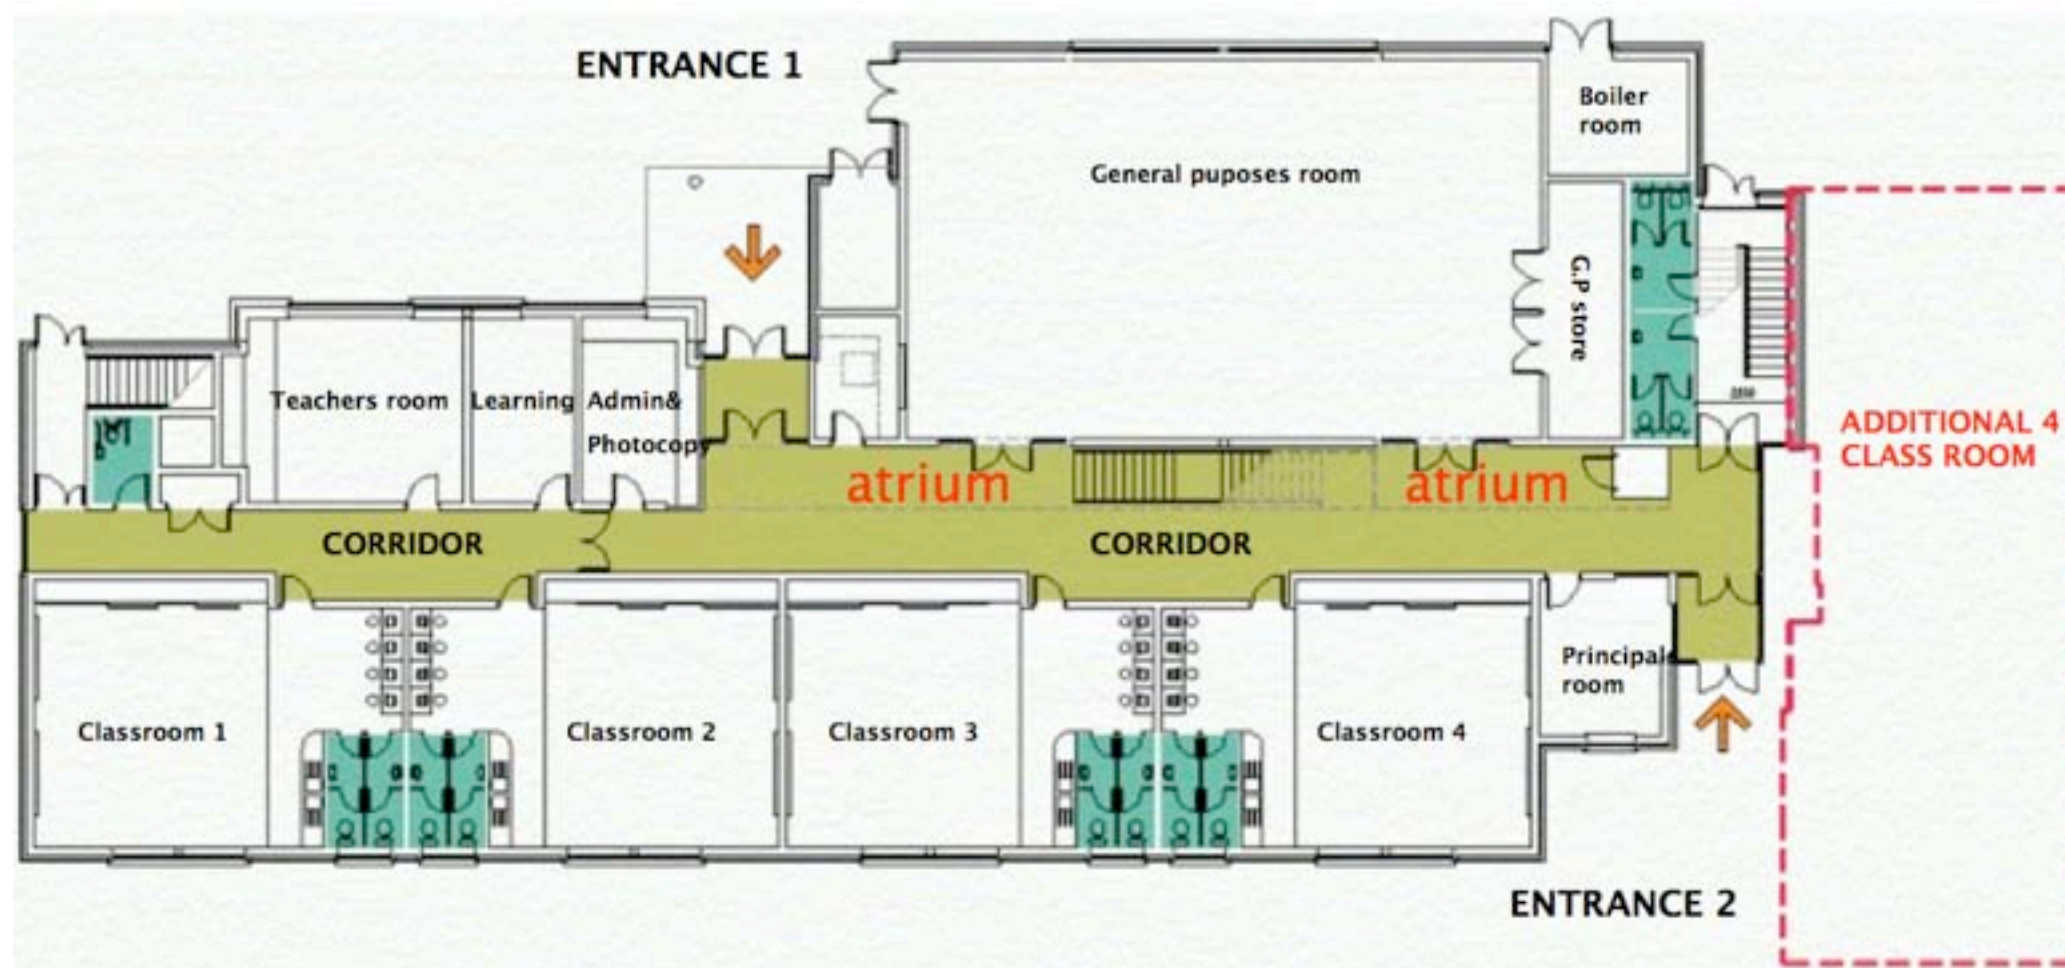 ENTRANCE 1
Boiler
room
General puposes room
G.P store
Teachers room
Learning
Admin&
Photocopy
atrium
atrium
ADDITIONAL 4
CLASS ROOM
CORRIDOR
CORRIDOR
Principal
room
Classroom 1
Classroom 2
Classroom 3
Classroom 4
ENTRANCE 2